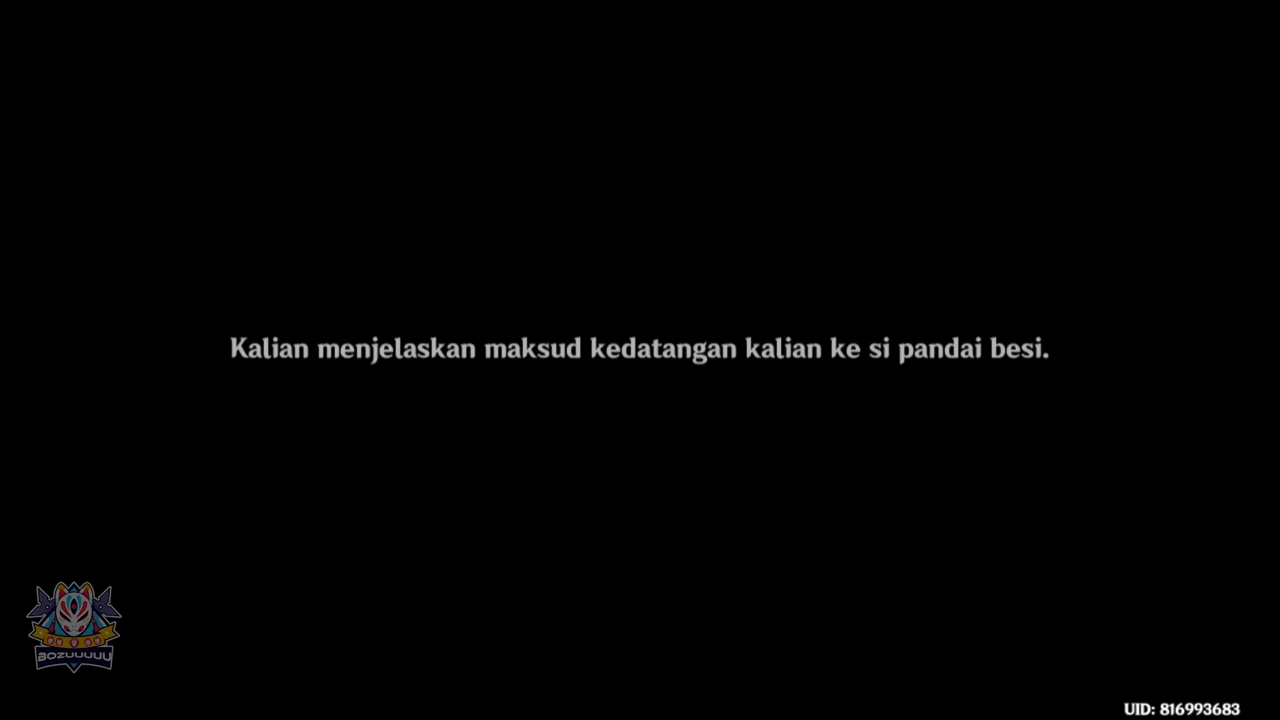 Kalian menjelaskan maksud kedatangan kalian ke si pandai besi.
BOZUUUUU
UID: 816993683